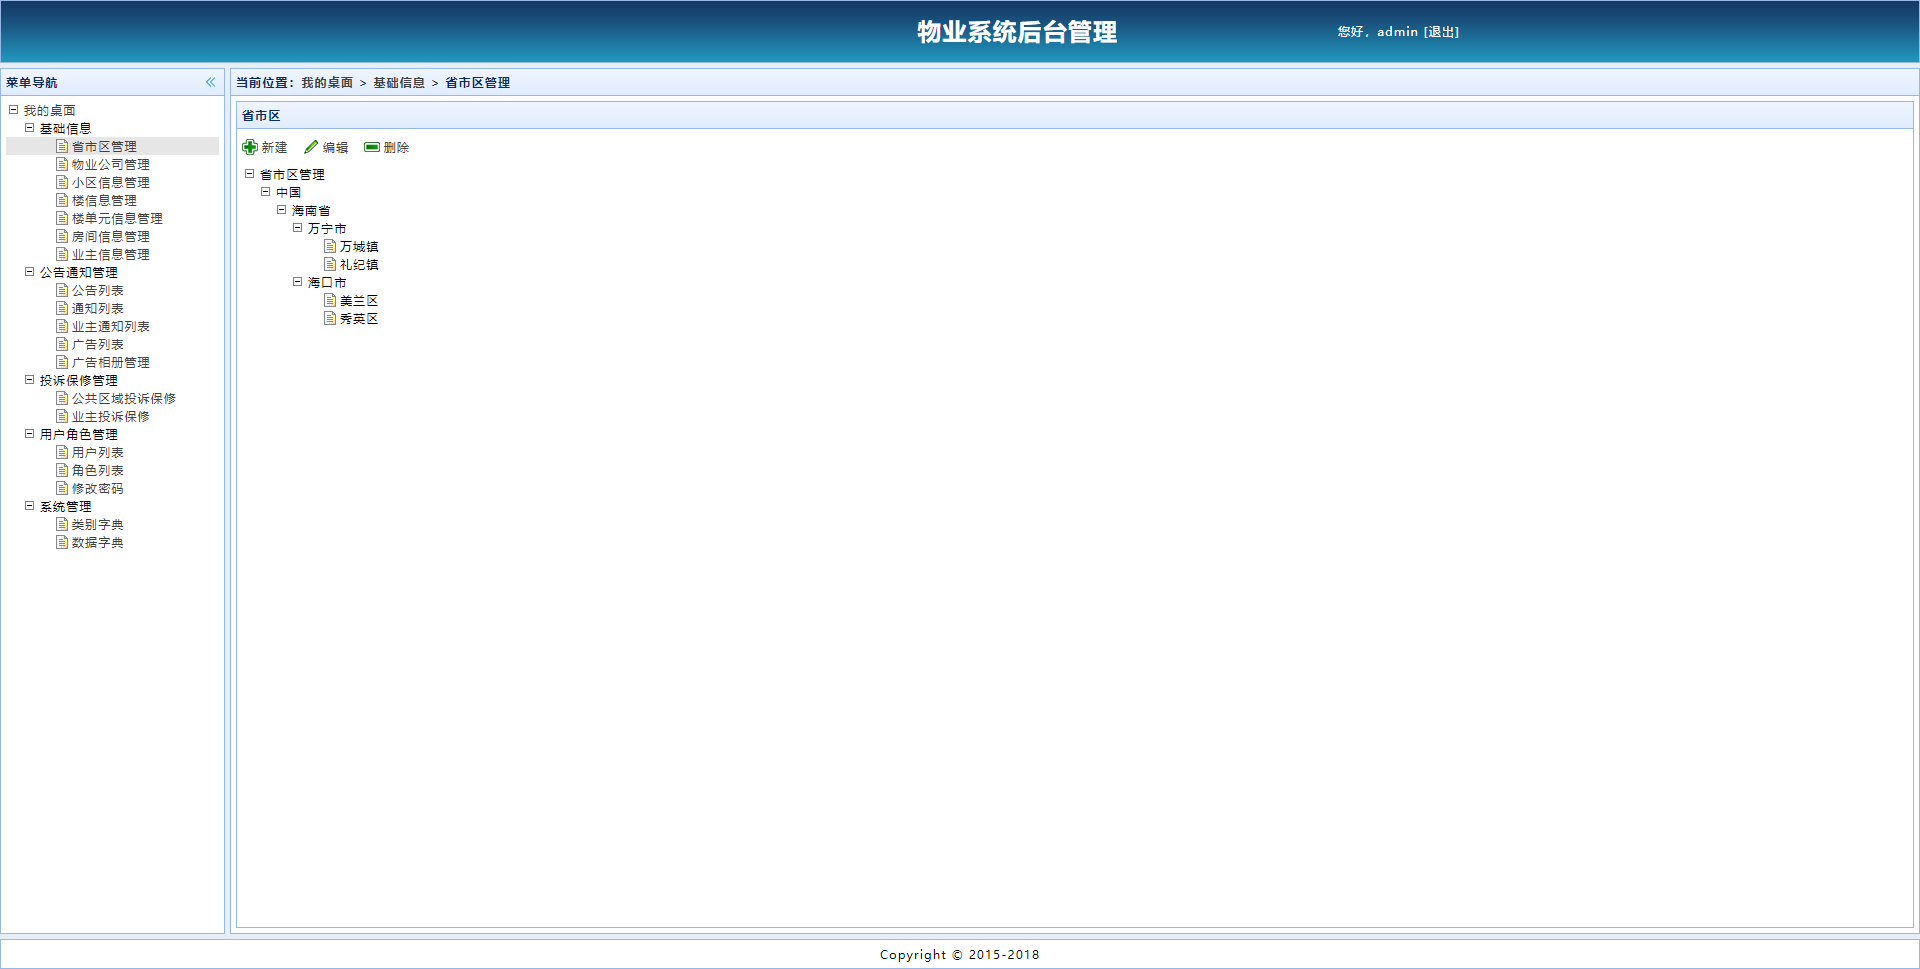 物业系统后台管理
您好，admin [退出]
菜单导航
我的桌面
基础信息
省市区管理
物业公司管理
小区信息管理
楼信息管理
楼单元信息管理
房间信息管理
业主信息管理
公告通知管理
公告列表
通知列表
业主通知列表
广告列表
广告相册管理
投诉保修管理
公共区域投诉保修
业主投诉保修
用户角色管理
用户列表
角色列表
修改密码
系统管理
类别字典
数据字典
当前位置：我的桌面 > 基础信息 > 省市区管理
省市区
新建 编辑 删除
省市区管理
中国
海南省
万宁市
万城镇
礼纪镇
海口市
美兰区
秀英区
Copyright © 2015-2018